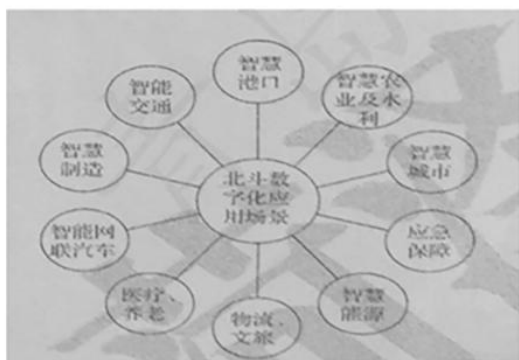 智慧
池口
智慧农
业及水
利
智慧
城市
应急
保障
智慧
能源
物流、
文旅
医疗、
养老
智能网
联汽车
智慧
制造
智能
交通
北斗数
字化应
用场景